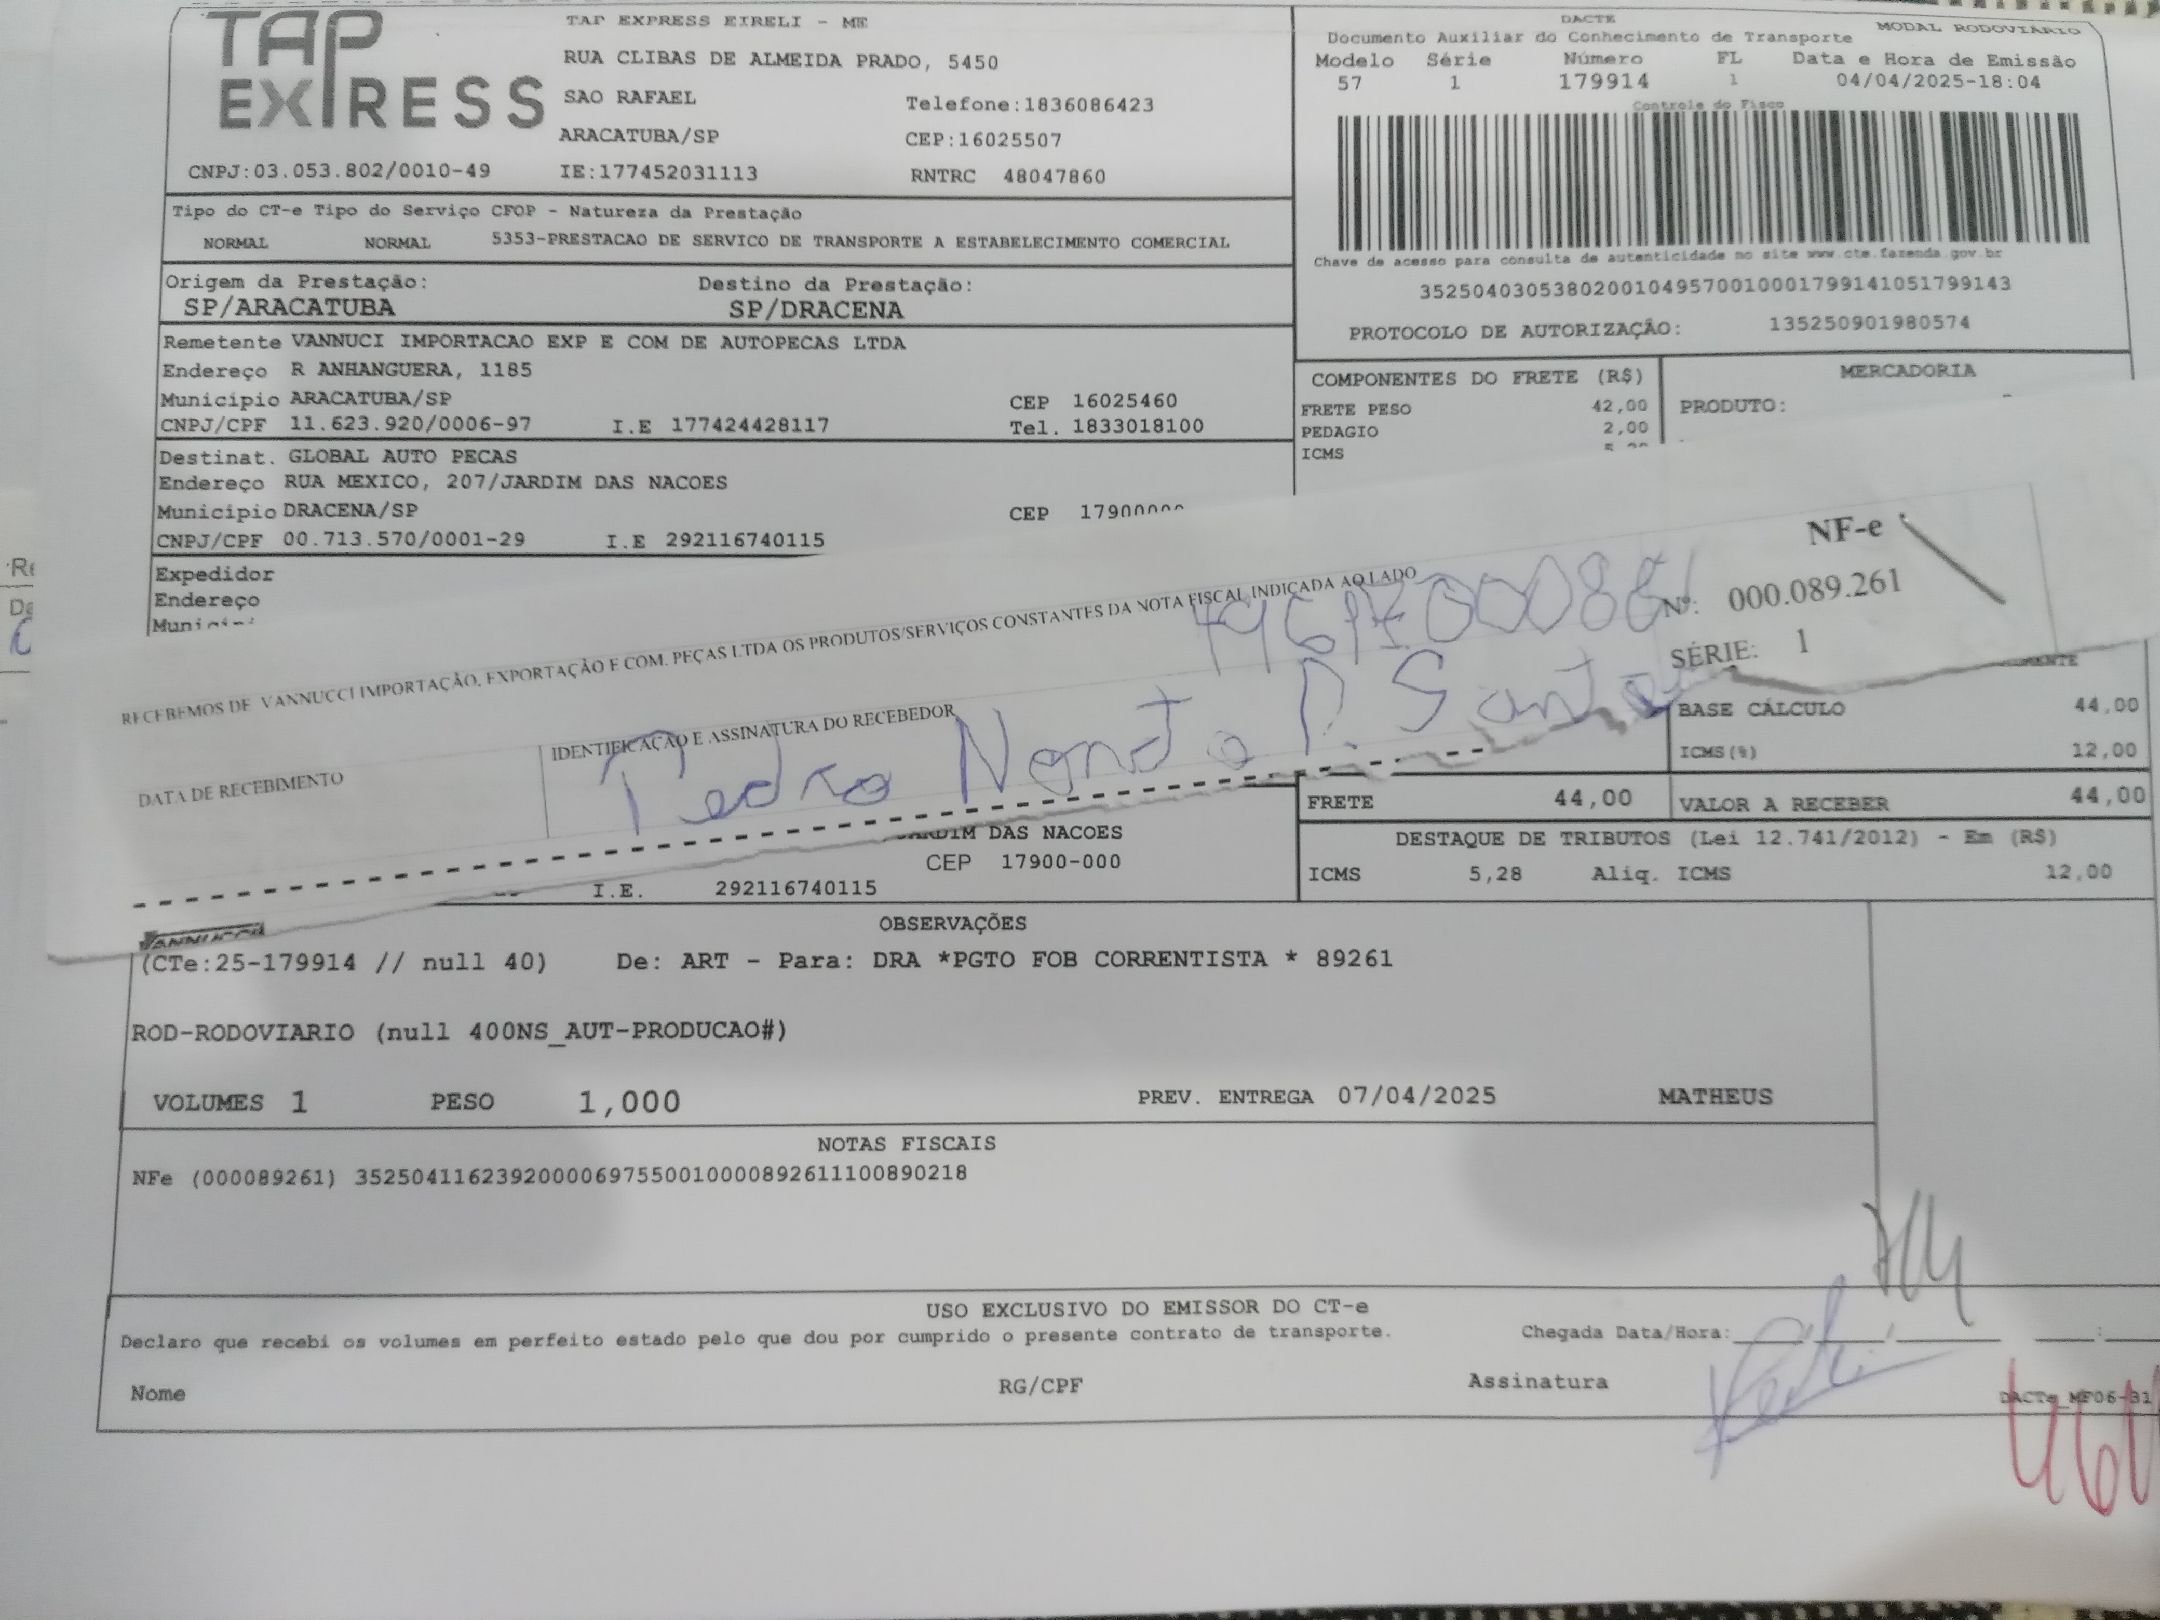 TAP EXPRESS
TAP EXPRESS EIRELI - ME
RUA CLIBAS DE ALMEIDA PRADO, 5450
SAO RAFAEL Telefone:1836086423
ARACATUBA/SP CEP:16025507
CNPJ:03.053.802/0010-49 IE:177452031113 RNTRC 48047860
DACTE
Documento Auxiliar do Conhecimento de Transporte MODAL RODOVIÁRIO
Modelo Série Número FL Data e Hora de Emissão
57 1 179914 1 04/04/2025-18:04
Controle do Fisco
Chave de acesso para consulta de autenticidade no site www.cte.fazenda.gov.br
35250403053802001049570010001799141051799143
PROTOCOLO DE AUTORIZAÇÃO: 135250901980574
Tipo do CT-e Tipo do Serviço CFOP - Natureza da Prestação
NORMAL NORMAL 5353-PRESTACAO DE SERVICO DE TRANSPORTE A ESTABELECIMENTO COMERCIAL
Origem da Prestação: Destino da Prestação:
SP/ARACATUBA SP/DRACENA
Remetente VANNUCI IMPORTACAO EXP E COM DE AUTOPECAS LTDA
Endereço R ANHANGUERA, 1185
Municipio ARACATUBA/SP CEP 16025460
CNPJ/CPF 11.623.920/0006-97 I.E 177424428117 Tel. 1833018100
COMPONENTES DO FRETE (R$) MERCADORIA
FRETE PESO 42,00 PRODUTO:
PEDAGIO 2,00
ICMS
Destinat. GLOBAL AUTO PECAS
Endereço RUA MEXICO, 207/JARDIM DAS NACOES
Municipio DRACENA/SP CEP
CNPJ/CPF 00.713.570/0001-29 I.E 292116740115
Expedidor
Endereço
RECEBEMOS DE VANNUCCI IMPORTAÇÃO, EXPORTAÇÃO E COM. PEÇAS LTDA OS PRODUTOS/SERVIÇOS CONSTANTES DA NOTA FISCAL INDICADA AO LADO
NF-e
Nº: 000.089.261
SÉRIE: 1
DATA DE RECEBIMENTO IDENTIFICAÇÃO E ASSINATURA DO RECEBEDOR
Pedro
BASE CÁLCULO 44,00
ICMS(%) 12,00
FRETE 44,00 VALOR A RECEBER 44,00
DESTAQUE DE TRIBUTOS (Lei 12.741/2012) - Em (R$)
ICMS 5,28 Aliq. ICMS 12,00
JARDIM DAS NACOES
CEP 17900-000
I.E. 292116740115
OBSERVAÇÕES
(CTe:25-179914 // null 40) De: ART - Para: DRA *PGTO FOB CORRENTISTA * 89261
ROD-RODOVIARIO (null 400NS_AUT-PRODUCAO#)
VOLUMES 1 PESO 1,000 PREV. ENTREGA 07/04/2025 MATHEUS
NOTAS FISCAIS
NFe (000089261) 35250411623920000697550010000892611100890218
USO EXCLUSIVO DO EMISSOR DO CT-e
Declaro que recebi os volumes em perfeito estado pelo que dou por cumprido o presente contrato de transporte. Chegada Data/Hora:
Nome RG/CPF Assinatura
DACTe_MF06-31